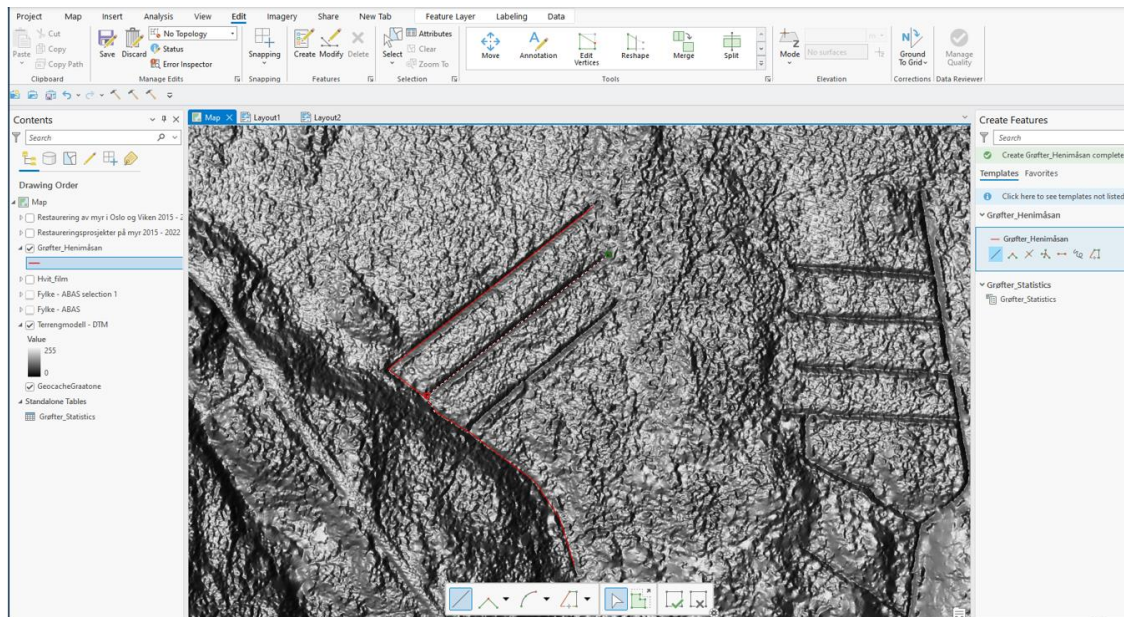 Project Map Insert Analysis View Edit Imagery Share New Tab Feature Layer Labeling Data
Paste
Cut
Copy
Copy Path
Clipboard
Save
Discard
No Topology
Status
Error Inspector
Manage Edits
Snapping
Snapping
Create
Modify
Delete
Features
Select
Attributes
Clear
Zoom To
Selection
Move
Annotation
Edit Vertices
Reshape
Merge
Split
Tools
Mode
No surfaces
Elevation
Ground To Grid
Corrections
Manage Quality
Data Reviewer
Contents
Search
Drawing Order
Map
Restaurering av myr i Oslo og Viken 2015 - 2
Restaureringsprosjekter på myr 2015 - 2022
Grøfter_Henimåsan
Hvit_film
Fylke - ABAS selection 1
Fylke - ABAS
Terrengmodell - DTM
Value
255
0
GeocacheGraatone
Standalone Tables
Grøfter_Statistics
Map
Layout1
Layout2
Create Features
Search
Create Grøfter_Henimåsan complete
Templates Favorites
Click here to see templates not listed
Grøfter_Henimåsan
Grøfter_Henimåsan
Grøfter_Statistics
Grøfter_Statistics